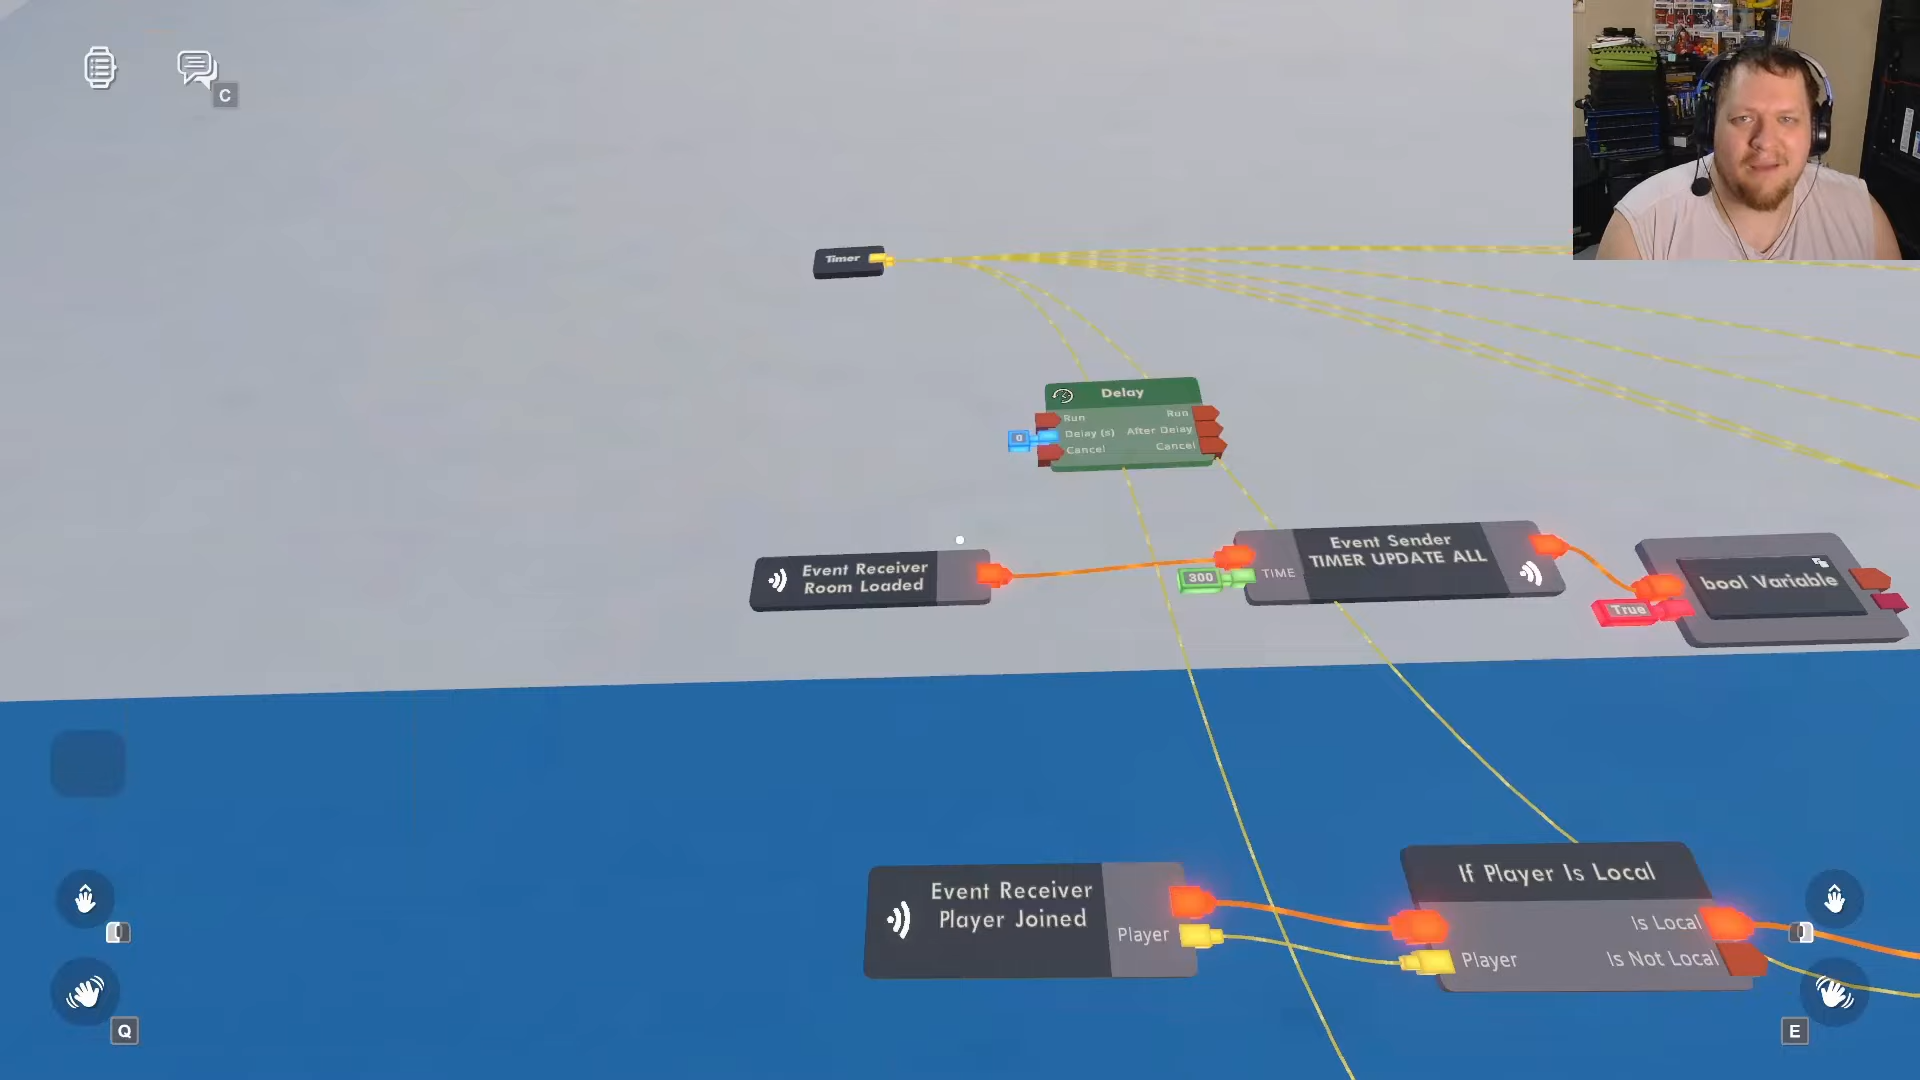 C
Timer
Delay
Run
Run
0
Delay (s)
After Delay
Cancel
Cancel
Event Receiver
Room Loaded
300
TIME
Event Sender
TIMER UPDATE ALL
True
bool Variable
Event Receiver
Player Joined
Player
If Player Is Local
Player
Is Local
Is Not Local
Q
E